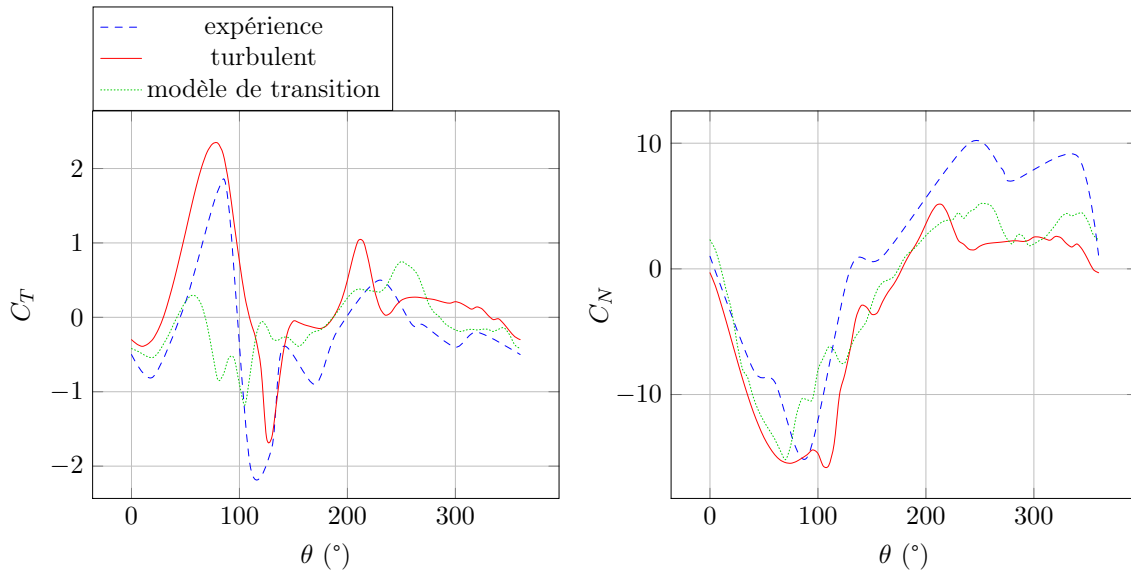 expérience
turbulent
modèle de transition
2
1
0
−1
−2
0
100
200
300
C_T
θ (°)
10
0
−10
0
100
200
300
C_N
θ (°)